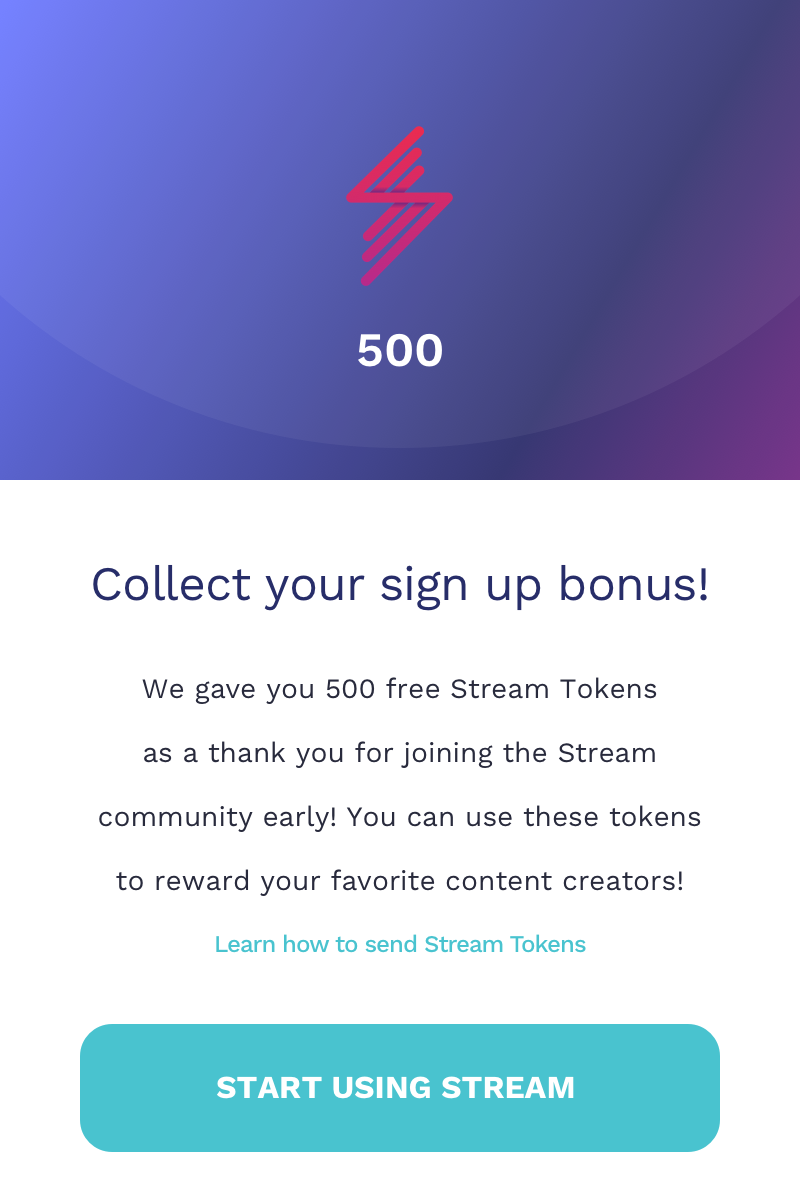 500
Collect your sign up bonus!
We gave you 500 free Stream Tokens
as a thank you for joining the Stream
community early! You can use these tokens
to reward your favorite content creators!
Learn how to send Stream Tokens
START USING STREAM